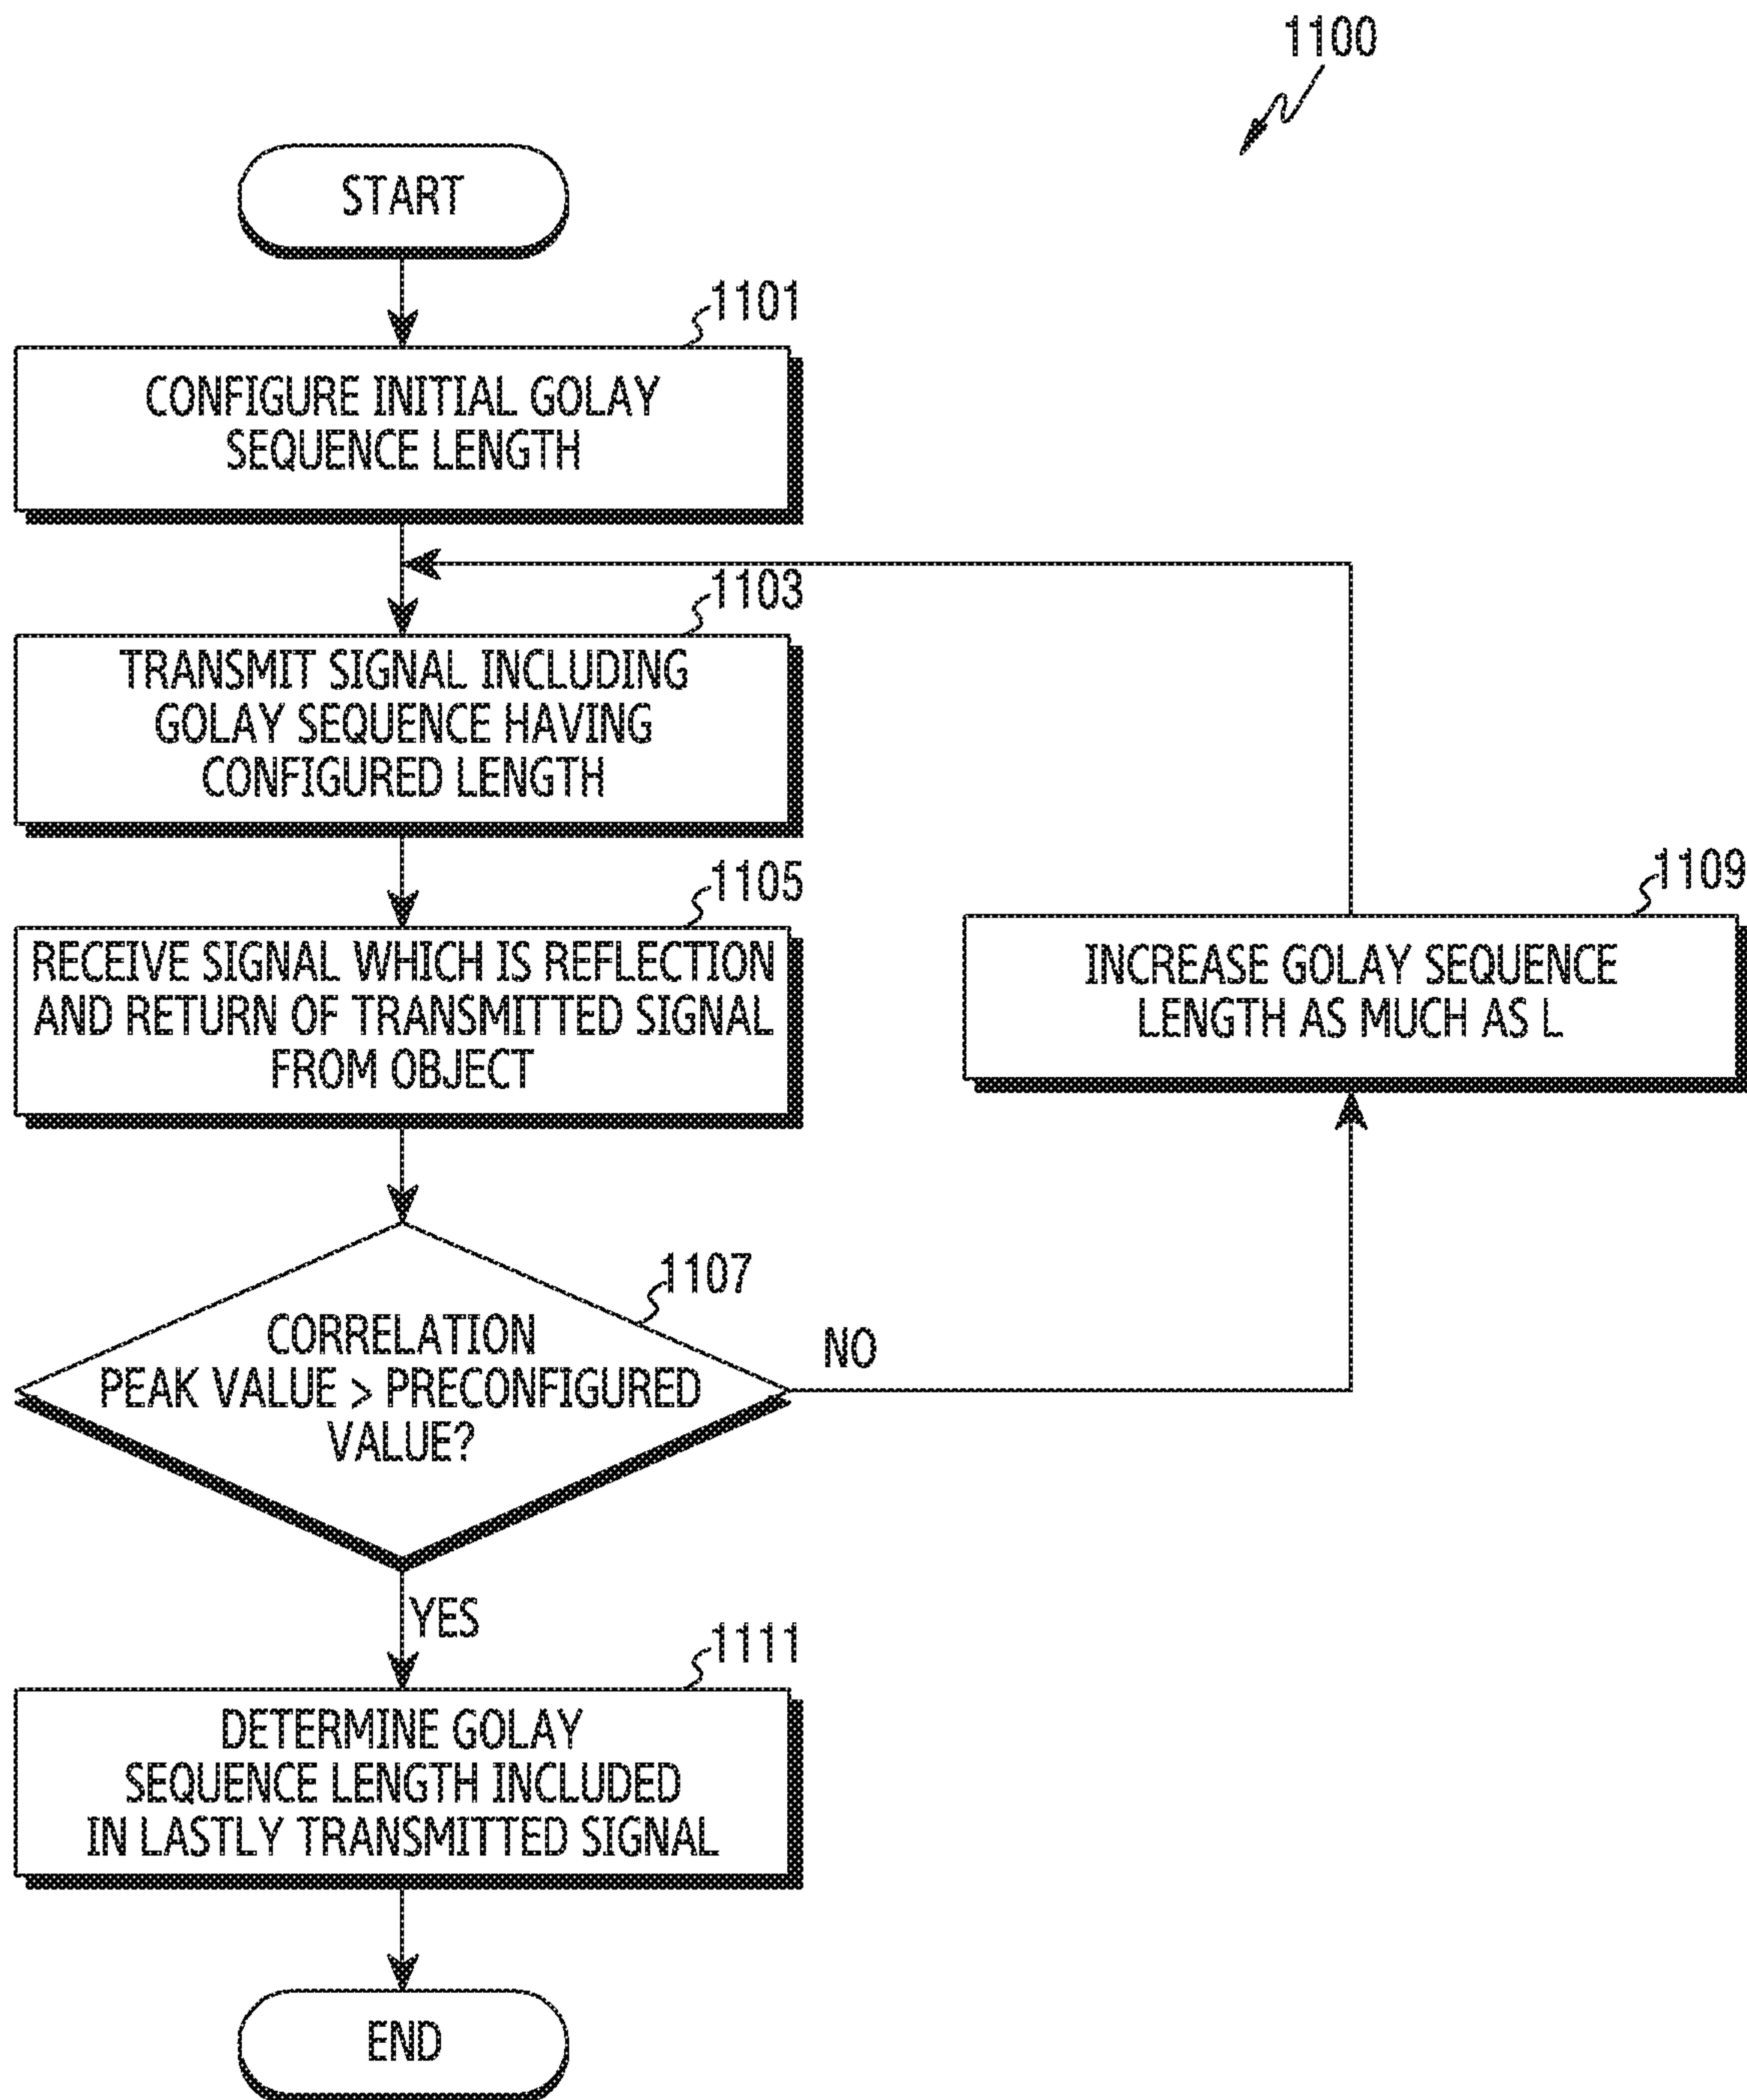 1100
START
1101
CONFIGURE INITIAL GOLAY
SEQUENCE LENGTH
1103
TRANSMIT SIGNAL INCLUDING
GOLAY SEQUENCE HAVING
CONFIGURED LENGTH
1105
RECEIVE SIGNAL WHICH IS REFLECTION
AND RETURN OF TRANSMITTED SIGNAL
FROM OBJECT
1109
INCREASE GOLAY SEQUENCE
LENGTH AS MUCH AS L
1107
CORRELATION
PEAK VALUE > PRECONFIGURED
VALUE?
NO
YES
1111
DETERMINE GOLAY
SEQUENCE LENGTH INCLUDED
IN LASTLY TRANSMITTED SIGNAL
END